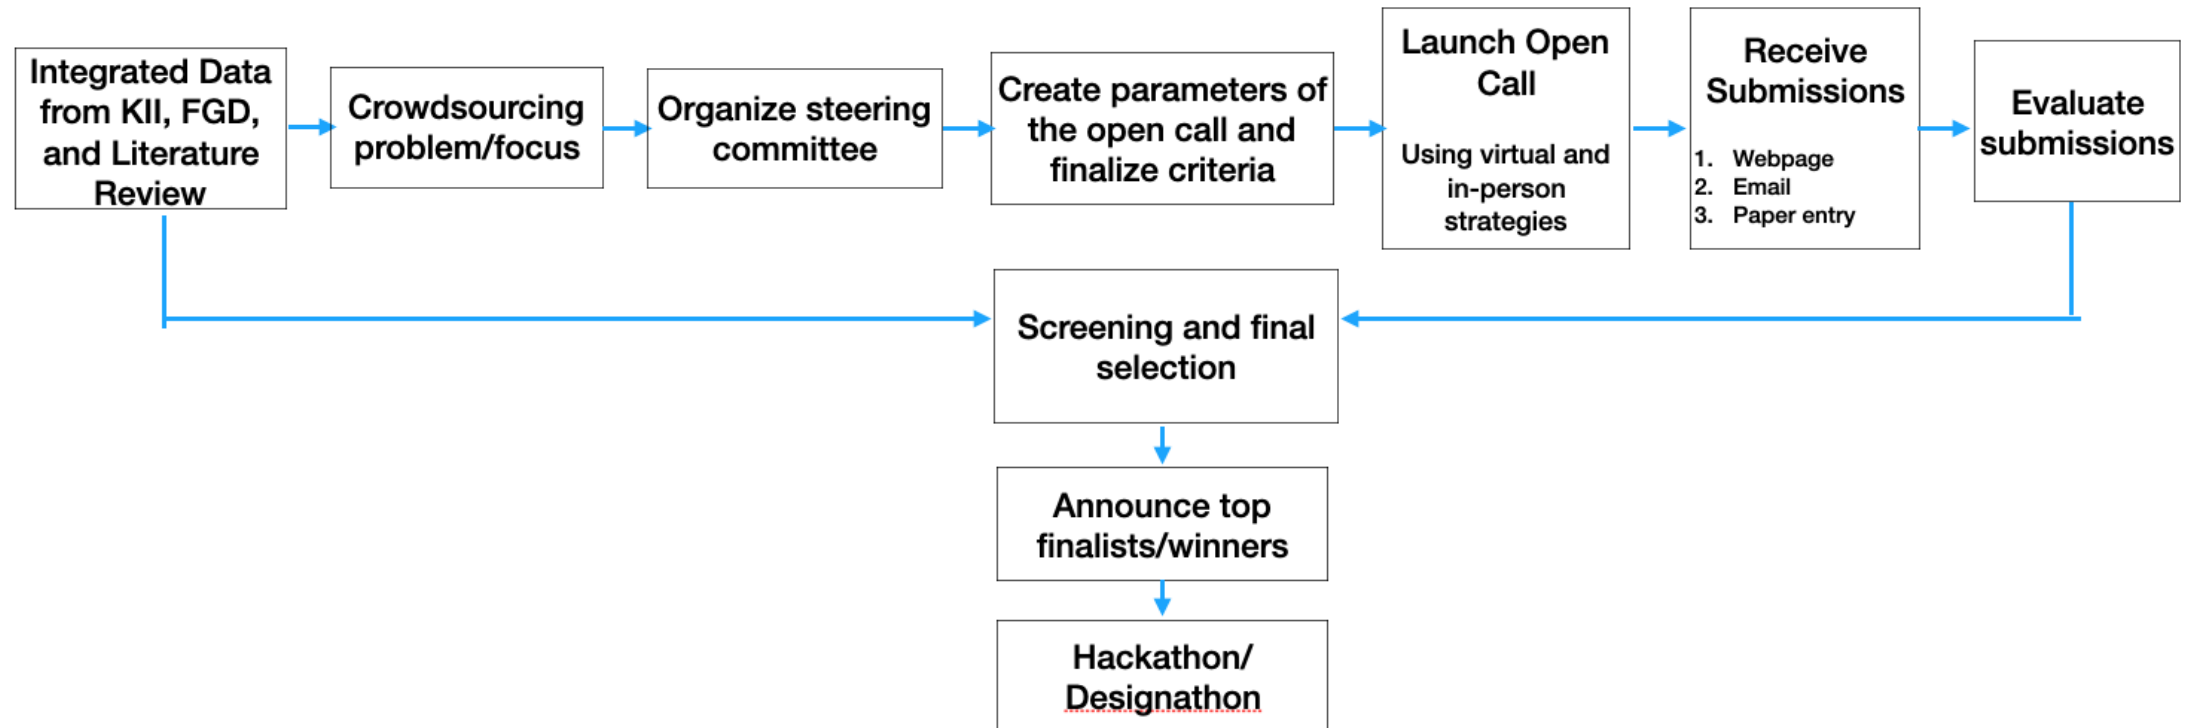 Integrated Data
from KII, FGD,
and Literature
Review
Crowdsourcing
problem/focus
Organize steering
committee
Create parameters of
the open call and
finalize criteria
Launch Open
Call
Using virtual and
in-person
strategies
Receive
Submissions
1. Webpage
2. Email
3. Paper entry
Evaluate
submissions
Screening and final
selection
Announce top
finalists/winners
Hackathon/
Designathon